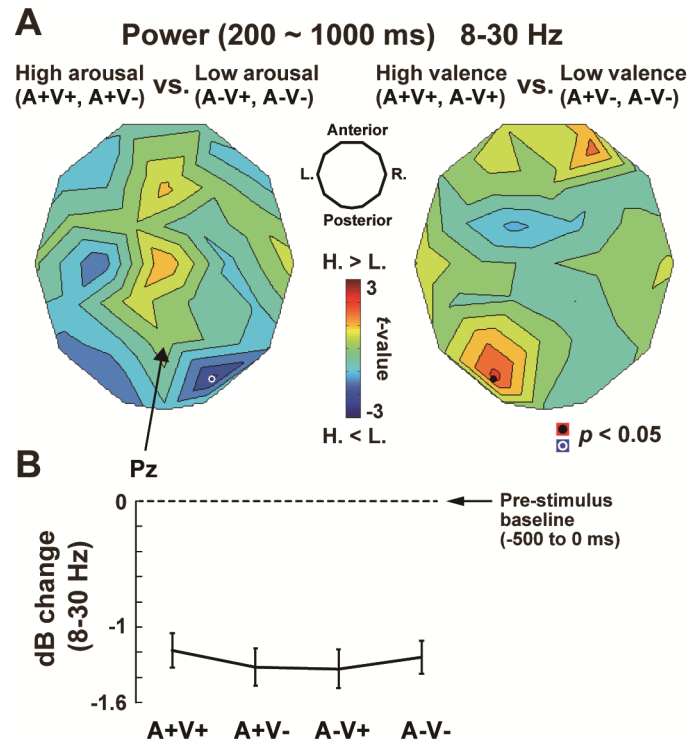 A
Power (200 ~ 1000 ms) 8-30 Hz
High arousal vs. Low arousal
(A+V+, A+V-) (A-V+, A-V-)
High valence vs. Low valence
(A+V+, A-V+) (A+V-, A-V-)
Anterior
L. R.
Posterior
H. > L.
3
t-value
-3
H. < L.
Pz
p < 0.05
B
0
Pre-stimulus
baseline
(-500 to 0 ms)
dB change
(8-30 Hz)
-1
-1.6
A+V+ A+V- A-V+ A-V-